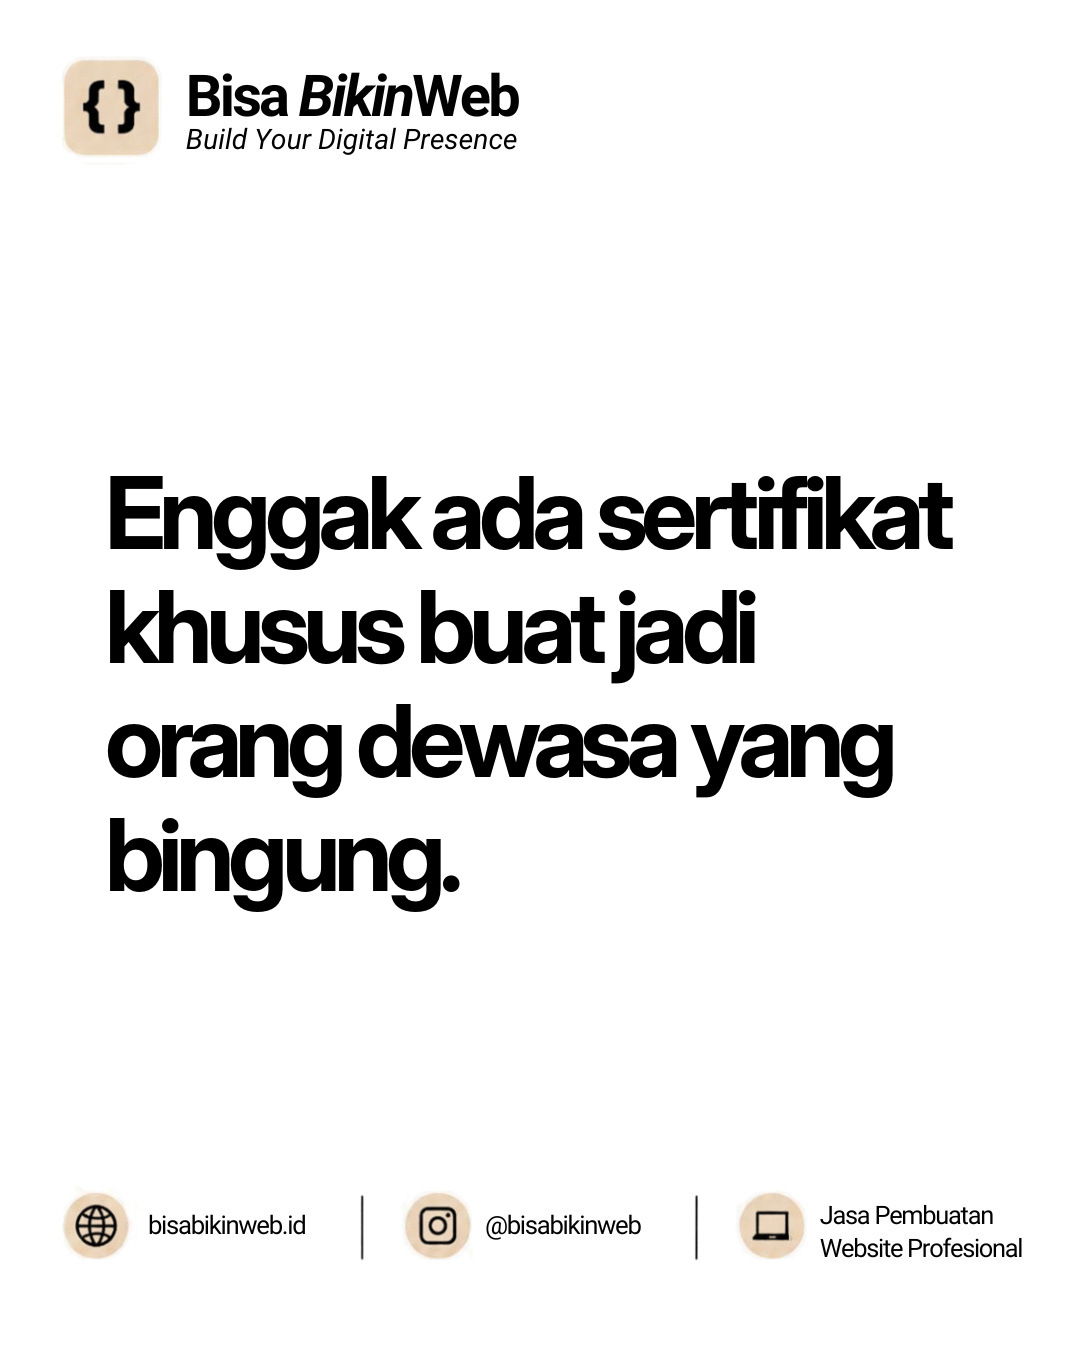 { }
Bisa BikinWeb
Build Your Digital Presence
Enggak ada sertifikat
khusus buat jadi
orang dewasa yang
bingung.
bisabikinweb.id
@bisabikinweb
Jasa Pembuatan
Website Profesional